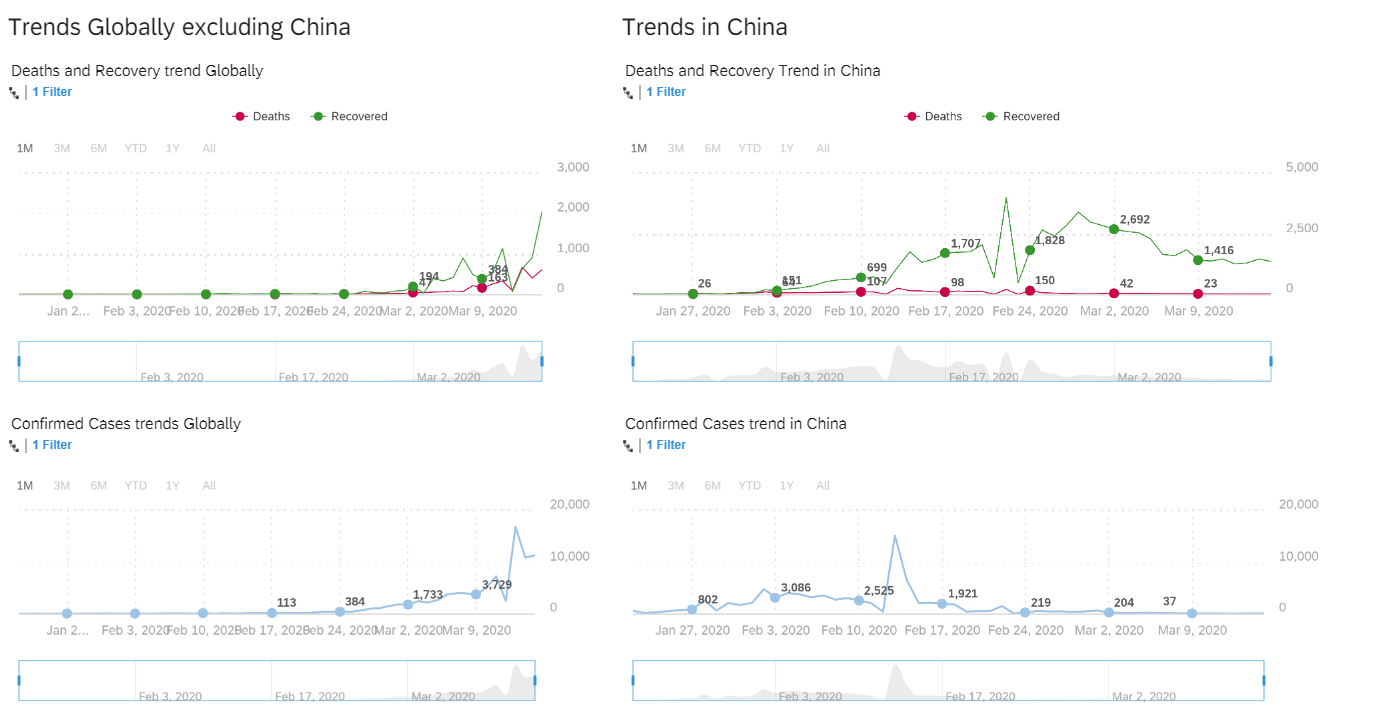 Trends Globally excluding China
Deaths and Recovery trend Globally
1 Filter
Deaths Recovered
1M 3M 6M YTD 1Y All
3,000
2,000
1,000
0
194
47
384
163
Jan 2... Feb 3, 2020 Feb 10, 2020 Feb 17, 2020 Feb 24, 2020 Mar 2, 2020 Mar 9, 2020
Feb 3, 2020 Feb 17, 2020 Mar 2, 2020
Confirmed Cases trends Globally
1 Filter
1M 3M 6M YTD 1Y All
20,000
10,000
0
113 384 1,733 3,729
Jan 2... Feb 3, 2020 Feb 10, 2020 Feb 17, 2020 Feb 24, 2020 Mar 2, 2020 Mar 9, 2020
Feb 3, 2020 Feb 17, 2020 Mar 2, 2020
Trends in China
Deaths and Recovery Trend in China
1 Filter
Deaths Recovered
1M 3M 6M YTD 1Y All
5,000
2,500
0
699 1,707 1,828 2,692 1,416
26 107 98 150 42 23
Jan 27, 2020 Feb 3, 2020 Feb 10, 2020 Feb 17, 2020 Feb 24, 2020 Mar 2, 2020 Mar 9, 2020
Feb 3, 2020 Feb 17, 2020 Mar 2, 2020
Confirmed Cases trend in China
1 Filter
1M 3M 6M YTD 1Y All
20,000
10,000
0
802 3,086 2,525 1,921 219 204 37
Jan 27, 2020 Feb 3, 2020 Feb 10, 2020 Feb 17, 2020 Feb 24, 2020 Mar 2, 2020 Mar 9, 2020
Feb 3, 2020 Feb 17, 2020 Mar 2, 2020